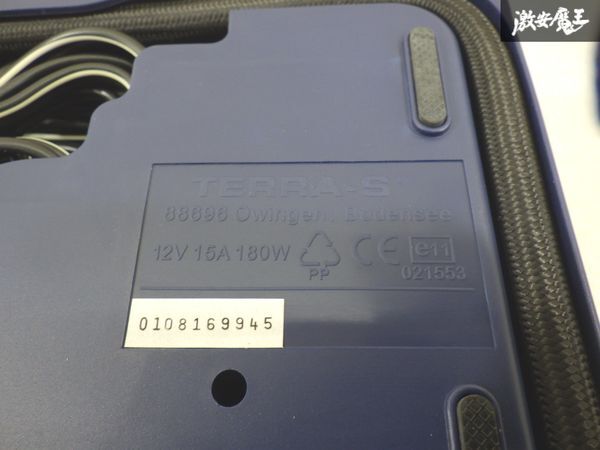 激安魔王
TERRA-S
88696 Owingen, Bodensee
12V 15A 180W
PP
CE
e11
021553
0108169945